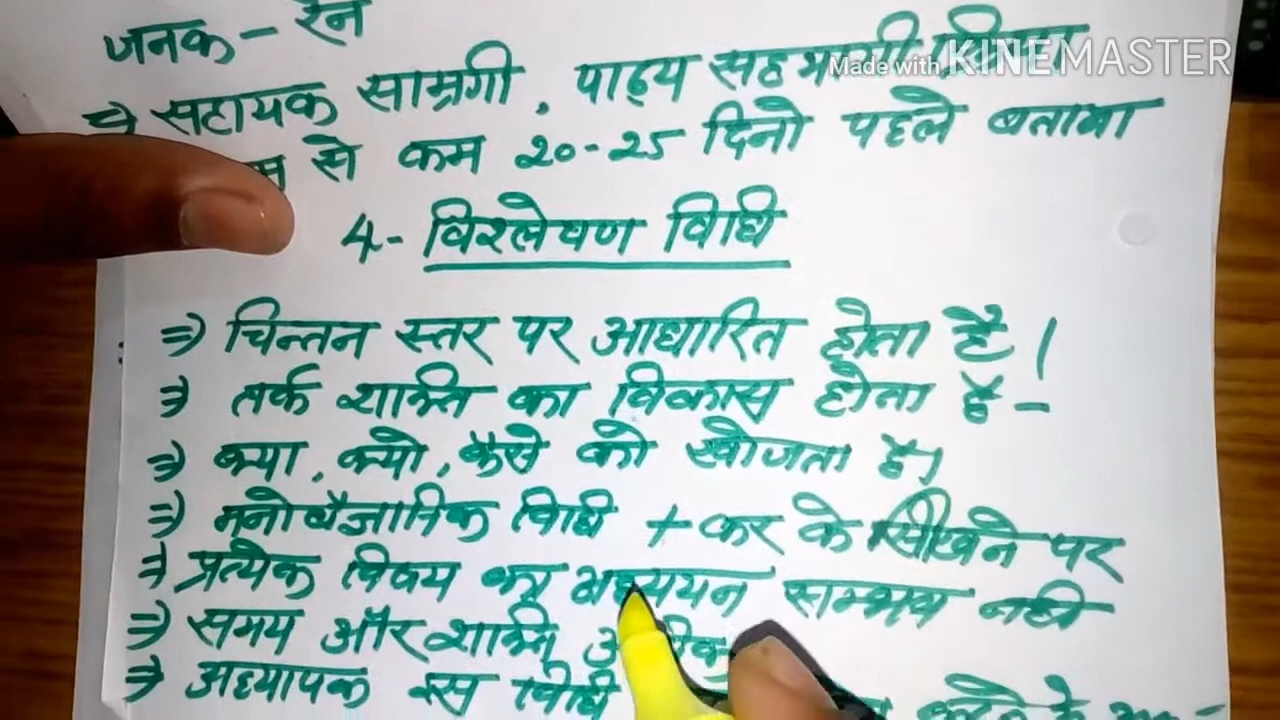 जनक - रेन
Made with KINEMASTER
⇒ सहायक साम्रगी, पाठ्य सहभागी
से कम 20-25 दिनो पहले बताना
4- विश्लेषण विधि
⇒ चिन्तन स्तर पर आधारित होता है।
⇒ तर्क शक्ति का विकास होता है -
⇒ क्या, क्यो, कैसे को खोजता है।
⇒ मनोवैज्ञानिक विधि + कर के सीखने पर
⇒ प्रत्येक विषय का अध्ययन सम्भव नही
⇒ समय और शक्ति
⇒ अध्यापक इस विधि